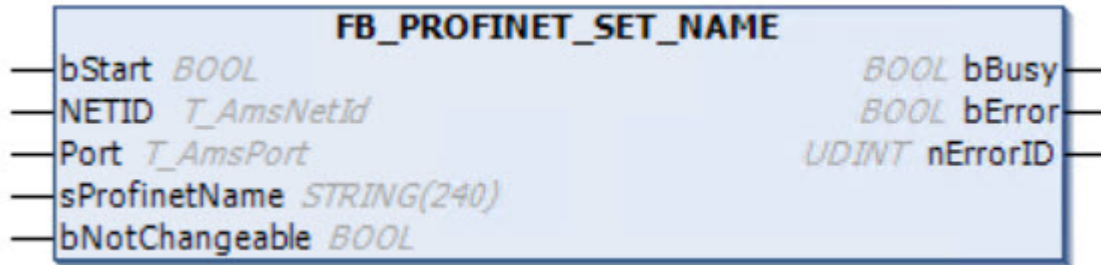 FB_PROFINET_SET_NAME
bStart BOOL BOOL bBusy
NETID T_AmsNetId BOOL bError
Port T_AmsPort UDINT nErrorID
sProfinetName STRING(240)
bNotChangeable BOOL